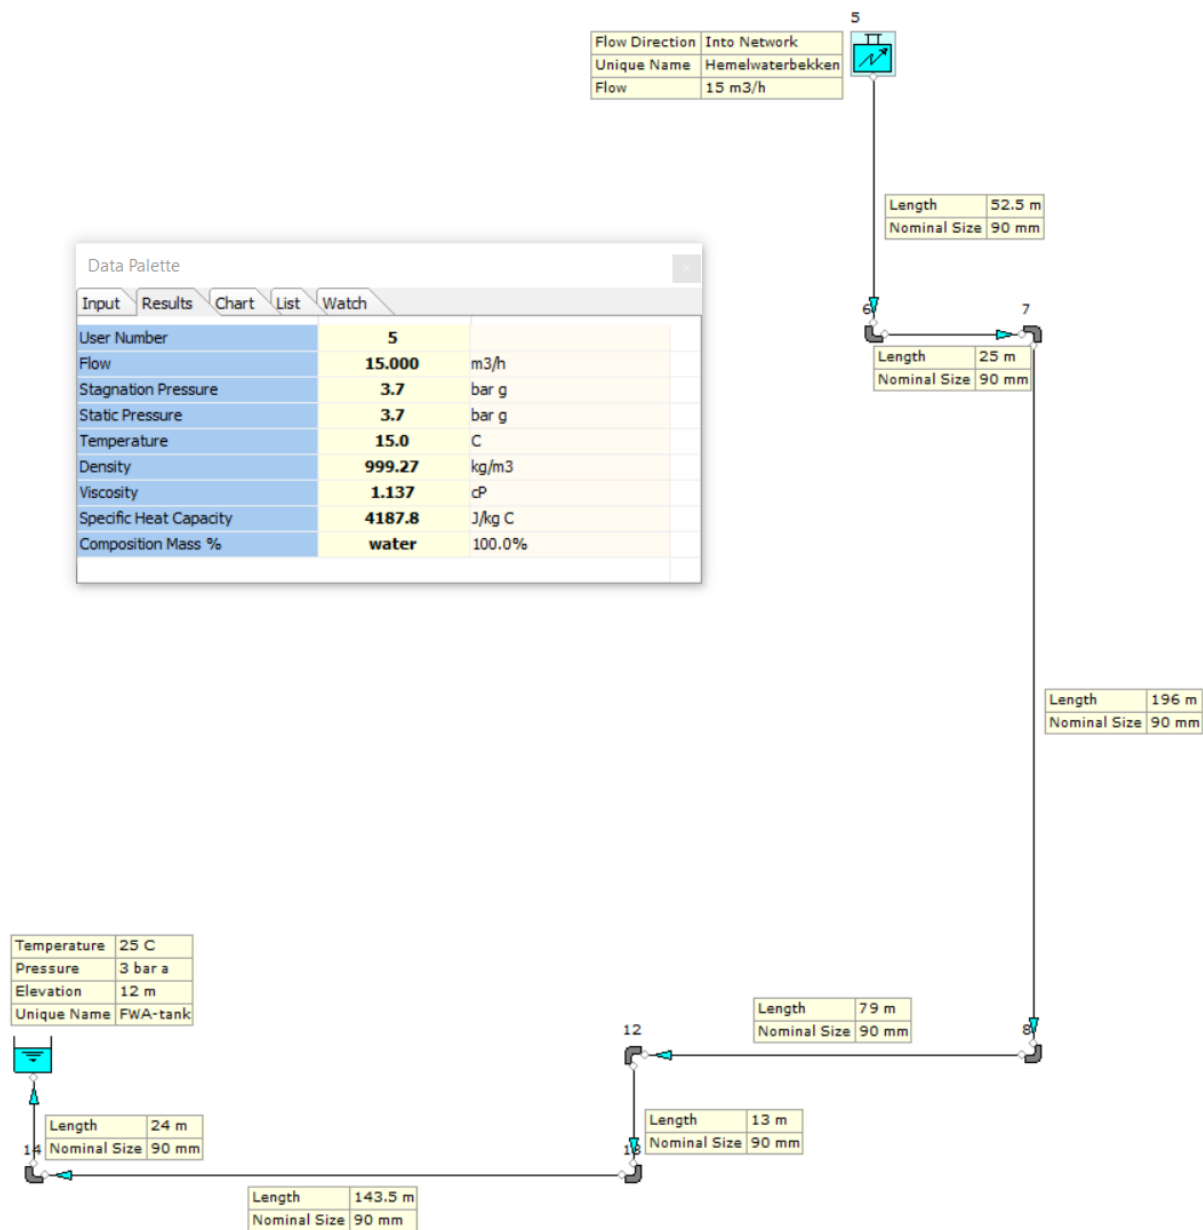 5
Flow Direction Into Network
Unique Name Hemelwaterbekken
Flow 15 m3/h
Length 52.5 m
Nominal Size 90 mm
Data Palette
Input Results Chart List Watch
User Number 5
Flow 15.000 m3/h
Stagnation Pressure 3.7 bar g
Static Pressure 3.7 bar g
Temperature 15.0 C
Density 999.27 kg/m3
Viscosity 1.137 cP
Specific Heat Capacity 4187.8 J/kg C
Composition Mass % water 100.0%
6 7
Length 25 m
Nominal Size 90 mm
Length 196 m
Nominal Size 90 mm
Temperature 25 C
Pressure 3 bar a
Elevation 12 m
Unique Name FWA-tank
Length 79 m
Nominal Size 90 mm
12 8
Length 13 m
Nominal Size 90 mm
Length 24 m
Nominal Size 90 mm
14 13
Length 143.5 m
Nominal Size 90 mm